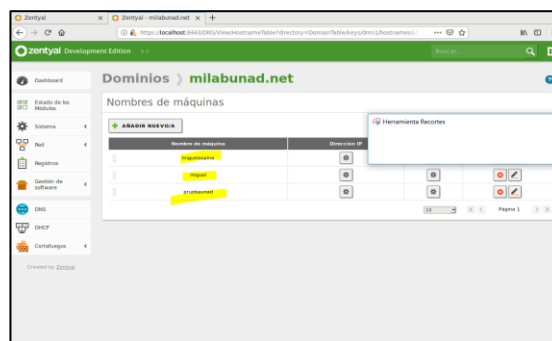 Zentyal
Zentyal - milabunad.net
https://localhost:8443/DNS/View/HostnameTable?directory=DomainTable/keys/dmn1/hostnames
zentyal Development Edition
Buscar...
Dashboard
Estado de los Módulos
Sistema
Red
Registros
Gestión de software
DNS
DHCP
Cortafuegos
Created by Zentyal
Dominios
milabunad.net
Nombres de máquinas
AÑADIR NUEVO/A
Herramienta Recortes
Nombre de máquina
Dirección IP
miguel
pruebaunad
10
Página 1